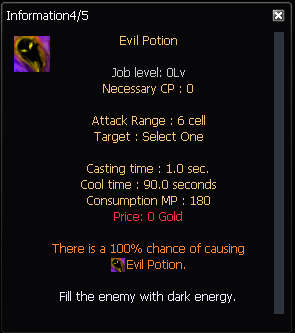 Information4/5
Evil Potion
Job level: 0Lv
Necessary CP : 0
Attack Range : 6 cell
Target : Select One
Casting time : 1.0 sec.
Cool time : 90.0 seconds
Consumption MP : 180
Price: 0 Gold
There is a 100% chance of causing
Evil Potion.
Fill the enemy with dark energy.